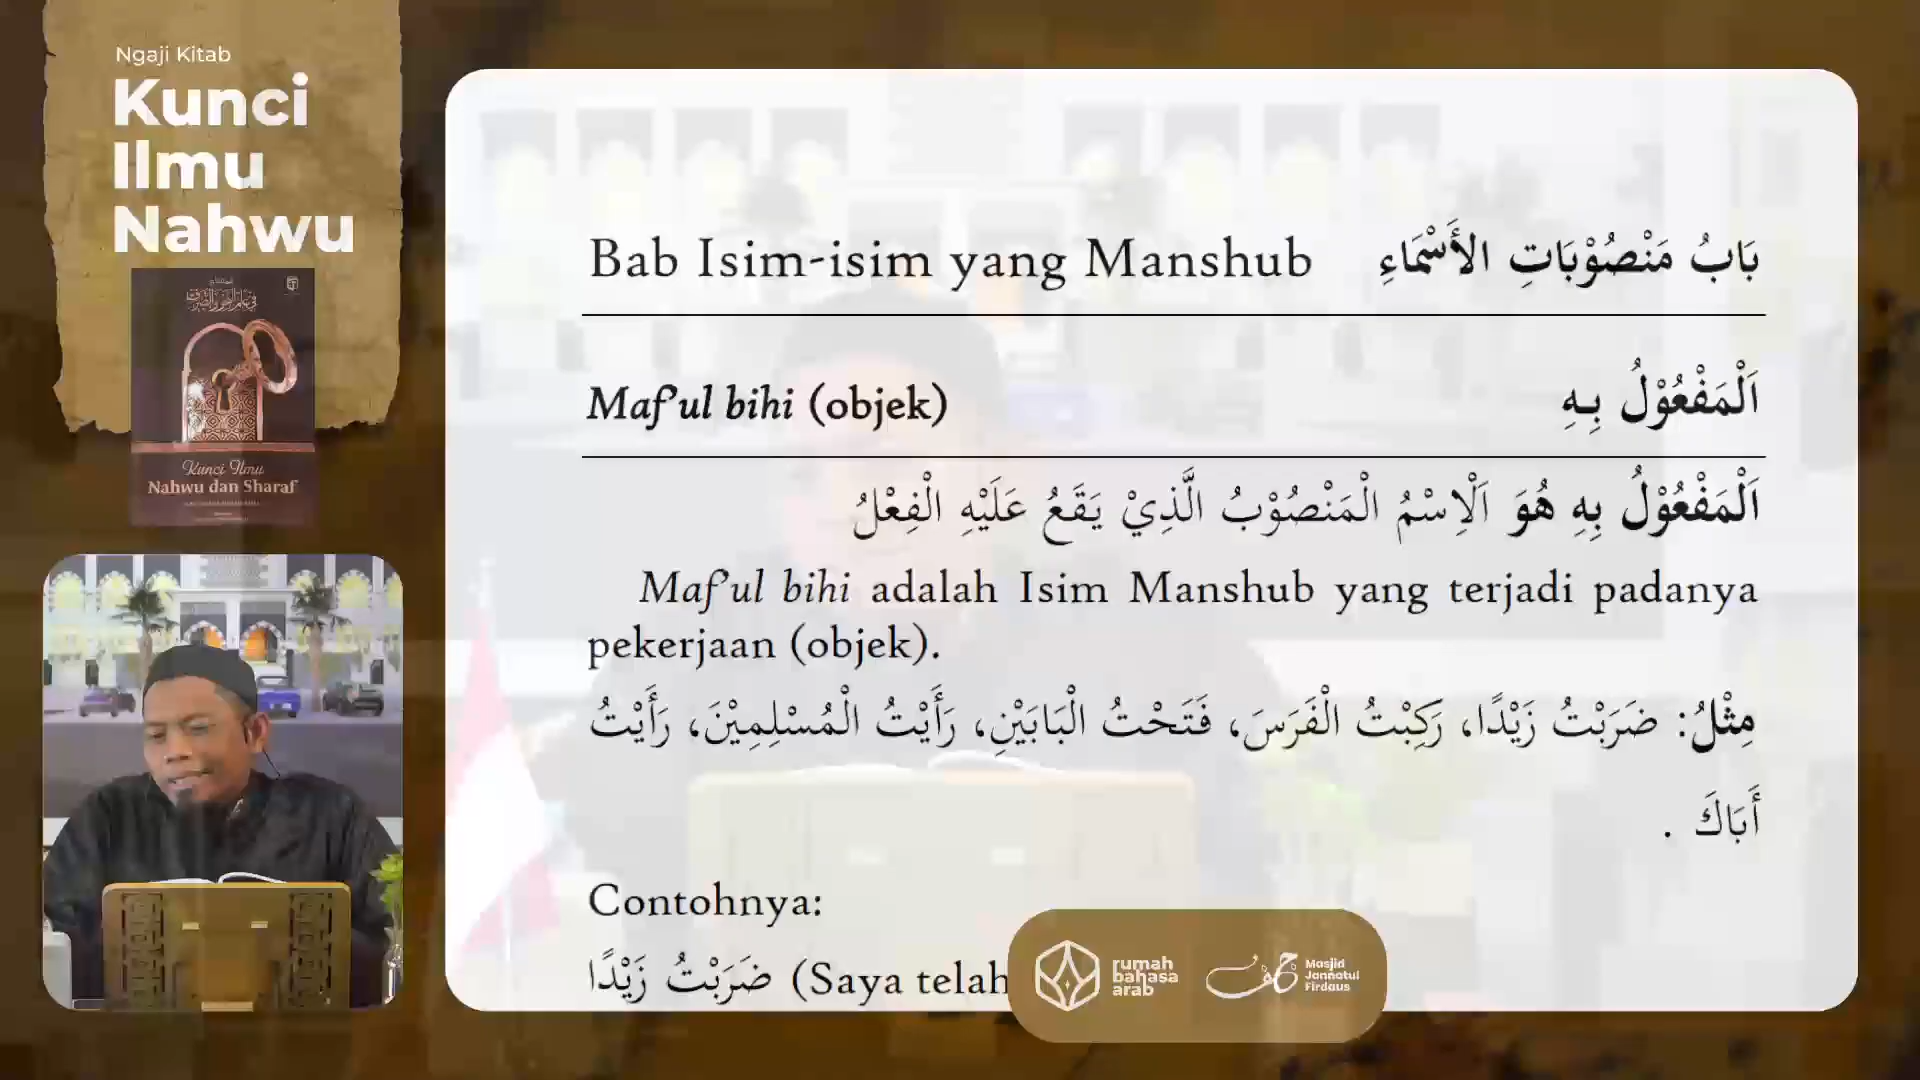 Ngaji Kitab
Kunci
Ilmu
Nahwu
Kunci Ilmu
Nahwu dan Sharaf
Bab Isim-isim yang Manshub بَابُ مَنْصُوْبَاتِ الأَسْمَاءِ
Maf'ul bihi (objek) اَلْمَفْعُوْلُ بِـهِ
اَلْمَفْعُوْلُ بِهِ هُوَ اَلْاِسْمُ الْمَنْصُوْبُ الَّذِيْ يَقَعُ عَلَيْهِ الْفِعْلُ
Maf'ul bihi adalah Isim Manshub yang terjadi padanya
pekerjaan (objek).
مِثْلُ: ضَرَبْتُ زَيْدًا، رَكِبْتُ الْفَرَسَ، فَتَحْتُ الْبَابَيْنِ، رَأَيْتُ الْمُسْلِمِيْنَ، رَأَيْتُ
أَبَاكَ .
Contohnya:
ضَرَبْتُ زَيْدًا (Saya telah
rumah
bahasa
arab
Masjid
Jannatul
Firdaus